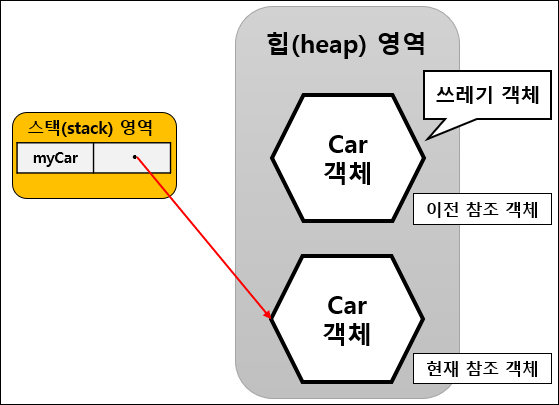 힙(heap) 영역
쓰레기 객체
스택(stack) 영역
myCar
Car
객체
이전 참조 객체
Car
객체
현재 참조 객체